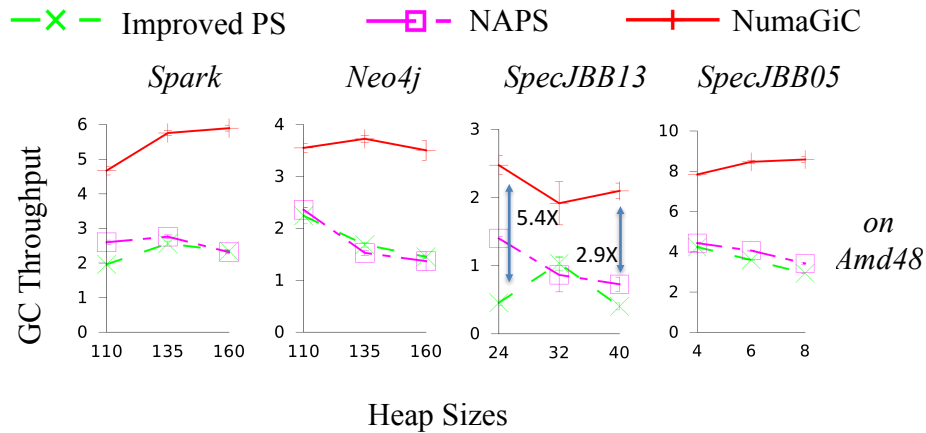 Improved PS NAPS NumaGiC
Spark Neo4j SpecJBB13 SpecJBB05
GC Throughput
6
5
4
3
2
1
0
110 135 160
4
3
2
1
0
110 135 160
3
2
1
0
24 32 40
5.4X
2.9X
10
8
6
4
2
0
4 6 8
on
Amd48
Heap Sizes